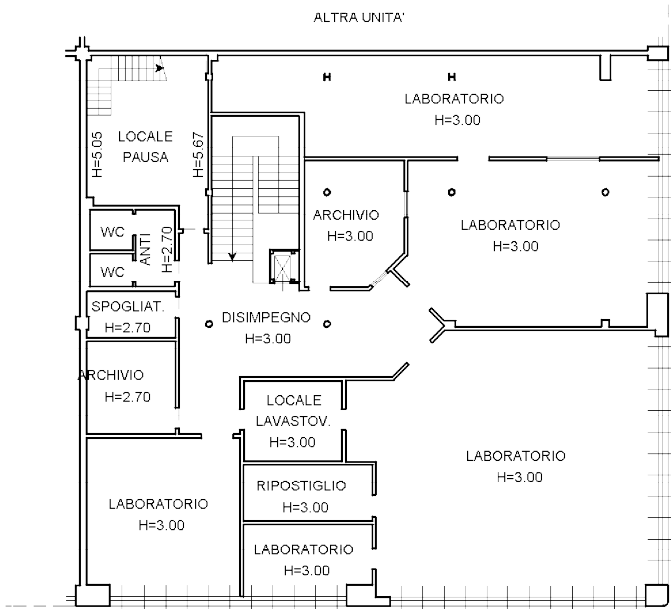 ALTRA UNITA'
LABORATORIO
H=3.00
LOCALE
PAUSA
H=5.05
H=5.67
ARCHIVIO
H=3.00
LABORATORIO
H=3.00
WC
WC
ANTI
H=2.70
SPOGLIAT.
H=2.70
DISIMPEGNO
H=3.00
ARCHIVIO
H=2.70
LOCALE
LAVASTOV.
H=3.00
LABORATORIO
H=3.00
RIPOSTIGLIO
H=3.00
LABORATORIO
H=3.00
LABORATORIO
H=3.00